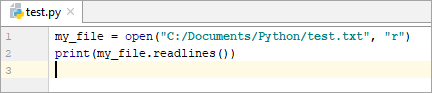 test.py
1 my_file = open("C:/Documents/Python/test.txt", "r")
2 print(my_file.readlines())
3